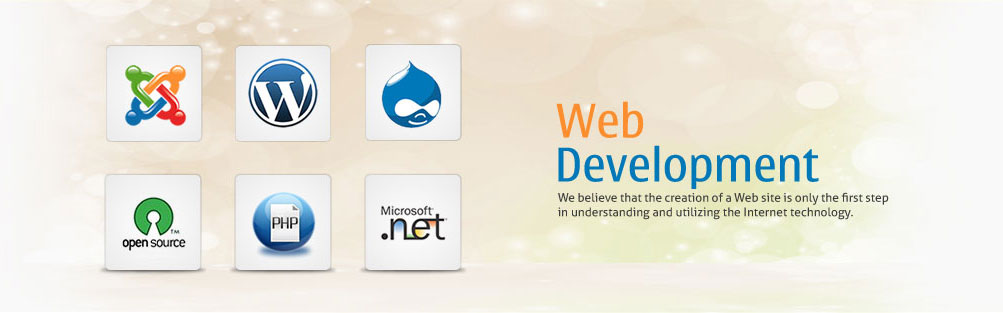 Web
Development
We believe that the creation of a Web site is only the first step
in understanding and utilizing the Internet technology.
W
open source
TM
PHP
Microsoft
.net